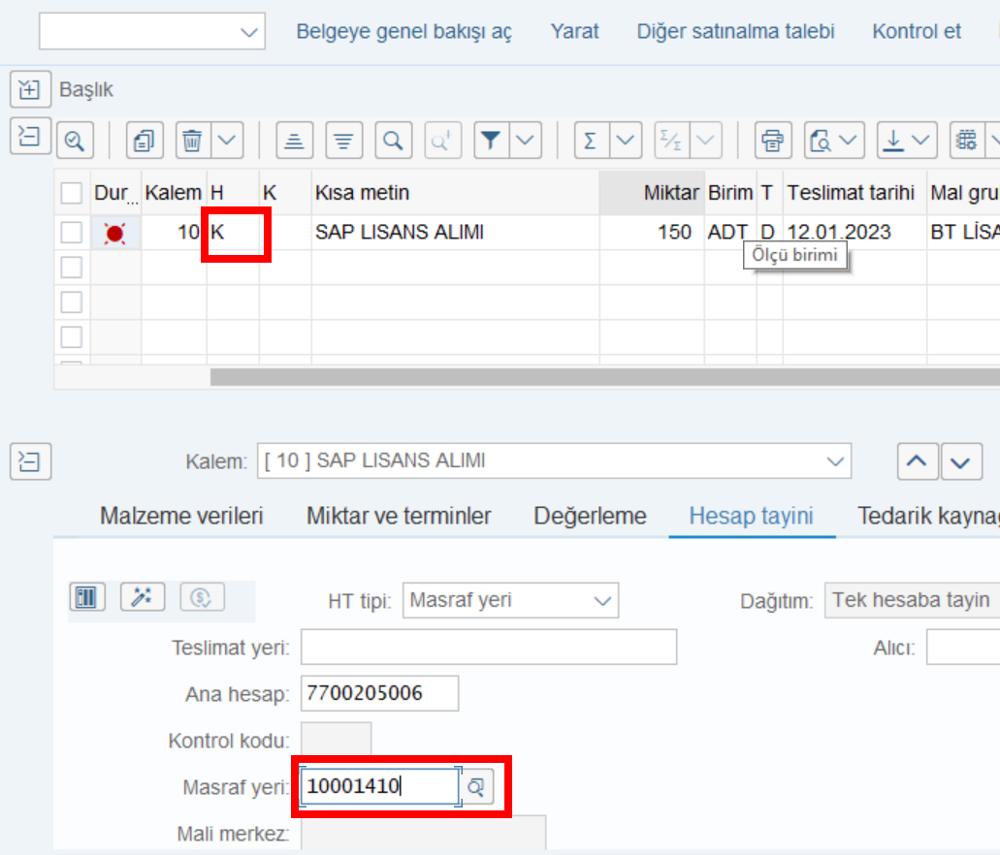 Belgeye genel bakışı aç Yarat Diğer satınalma talebi Kontrol et
Başlık
Dur... Kalem H K Kısa metin Miktar Birim T Teslimat tarihi Mal gru
10 K SAP LISANS ALIMI 150 ADT D 12.01.2023 BT LİSA
Ölçü birimi
Kalem: [ 10 ] SAP LISANS ALIMI
Malzeme verileri Miktar ve terminler Değerleme Hesap tayini Tedarik kaynağ
HT tipi: Masraf yeri Dağıtım: Tek hesaba tayin
Teslimat yeri: Alıcı:
Ana hesap: 7700205006
Kontrol kodu:
Masraf yeri: 10001410
Mali merkez: